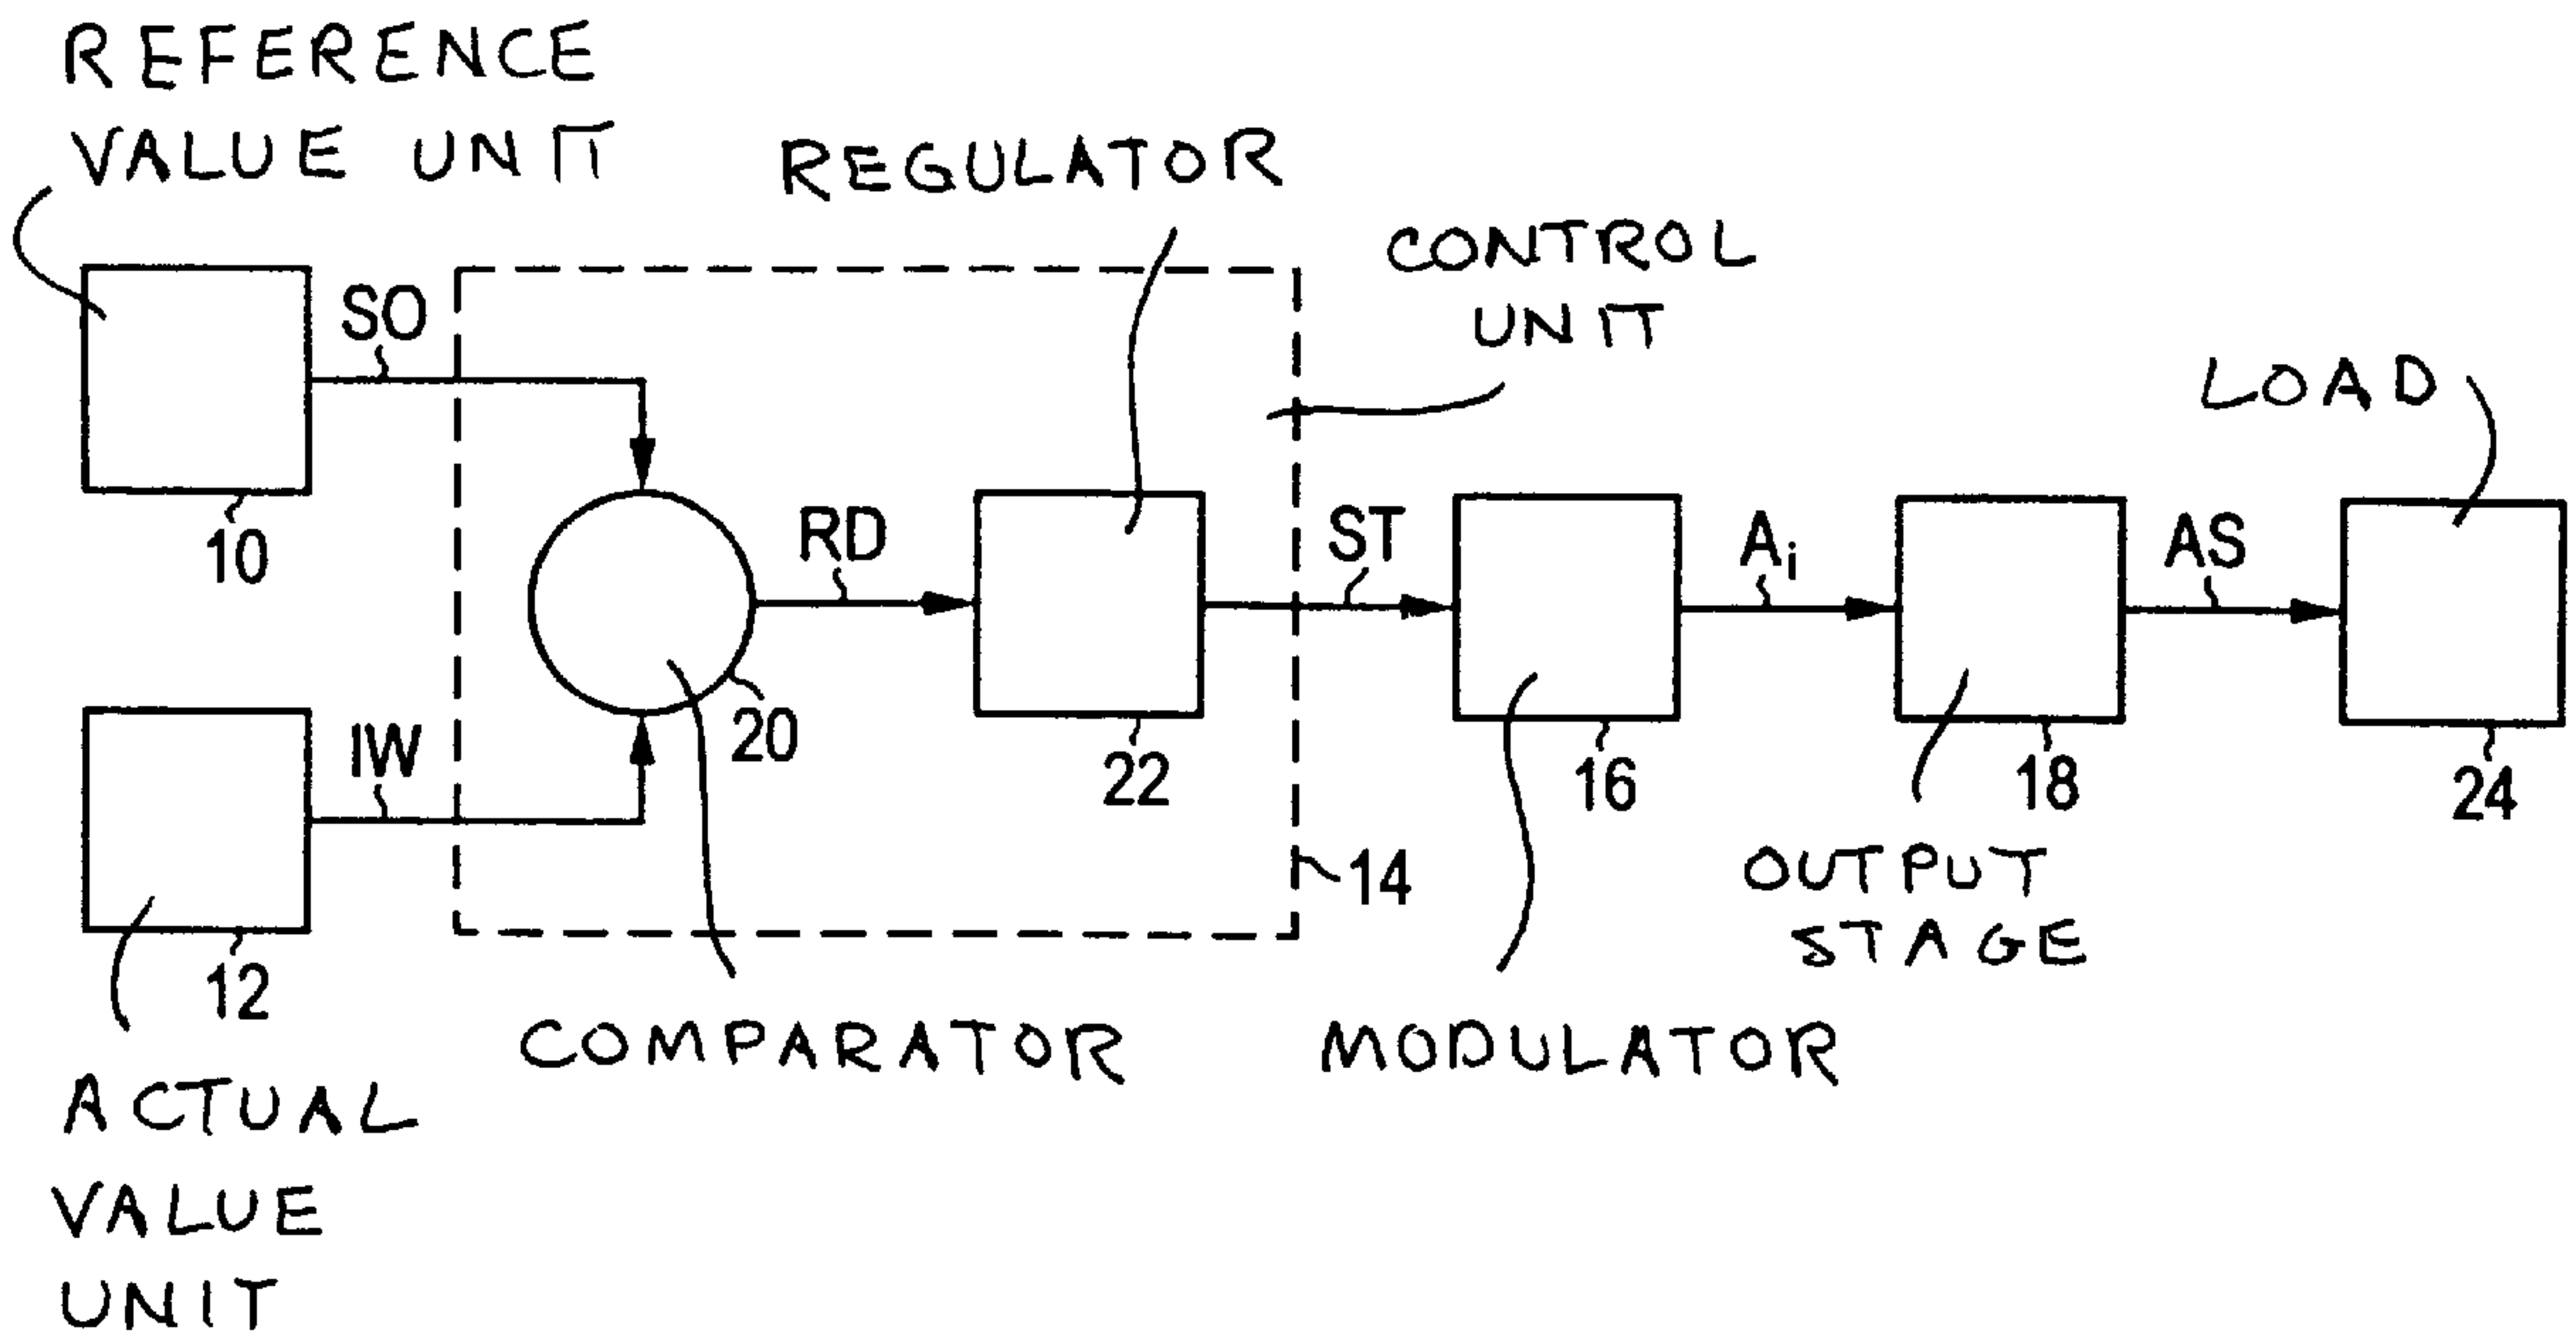 REFERENCE
VALUE UNIT
REGULATOR
CONTROL
UNIT
LOAD
SO
10
RD
ST
Ai
AS
IW
20
22
16
18
24
14
12
OUTPUT
STAGE
COMPARATOR
MODULATOR
ACTUAL
VALUE
UNIT